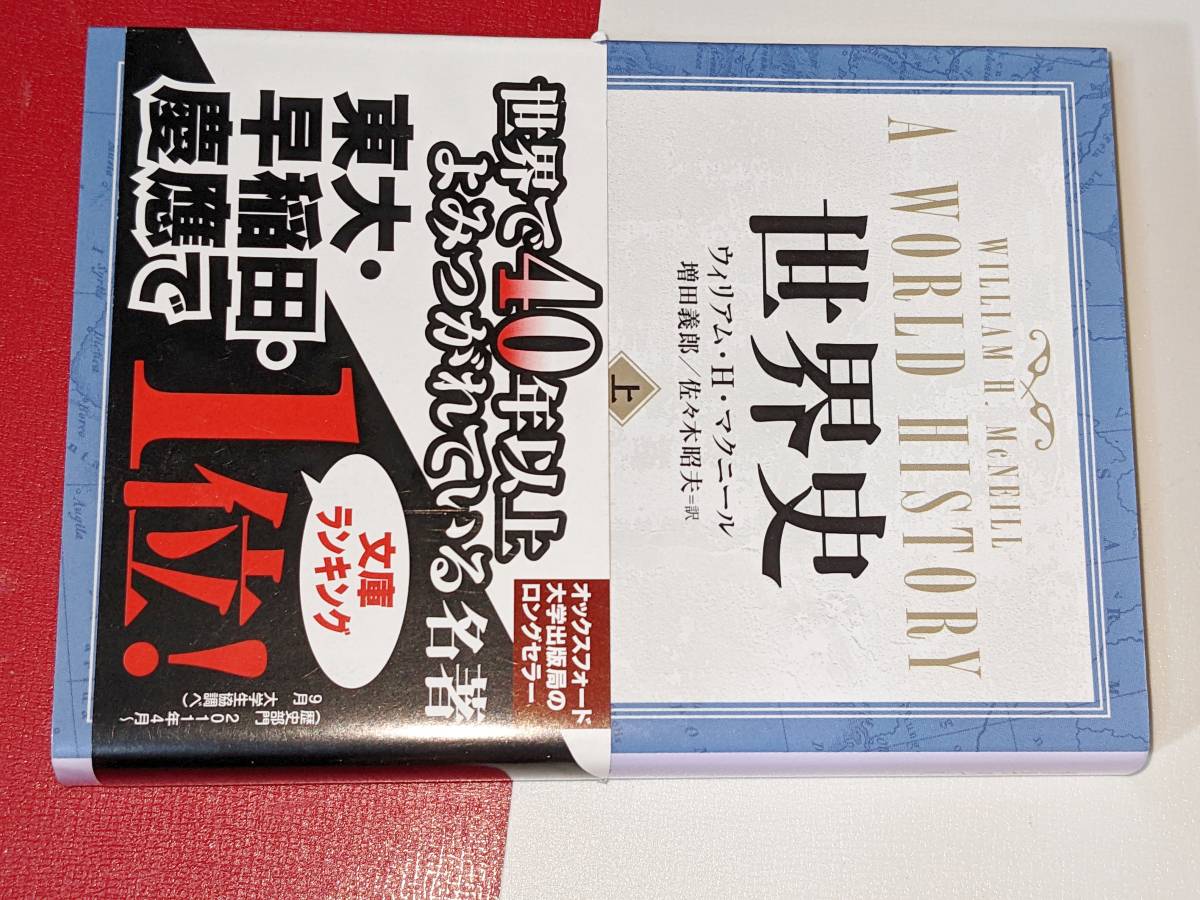 WILLIAM H. McNEILL
A WORLD HISTORY
世界史
ウィリアム・H・マクニール
増田義郎／佐々木昭夫=訳
上
オックスフォード
大学出版局の
ロングセラー
世界で40年以上
よみつがれている名著
東大・
早稲田・
慶應で
文庫
ランキング
1位!
（歴史部門 2011年4月〜
9月 大学生協調べ）
Augila